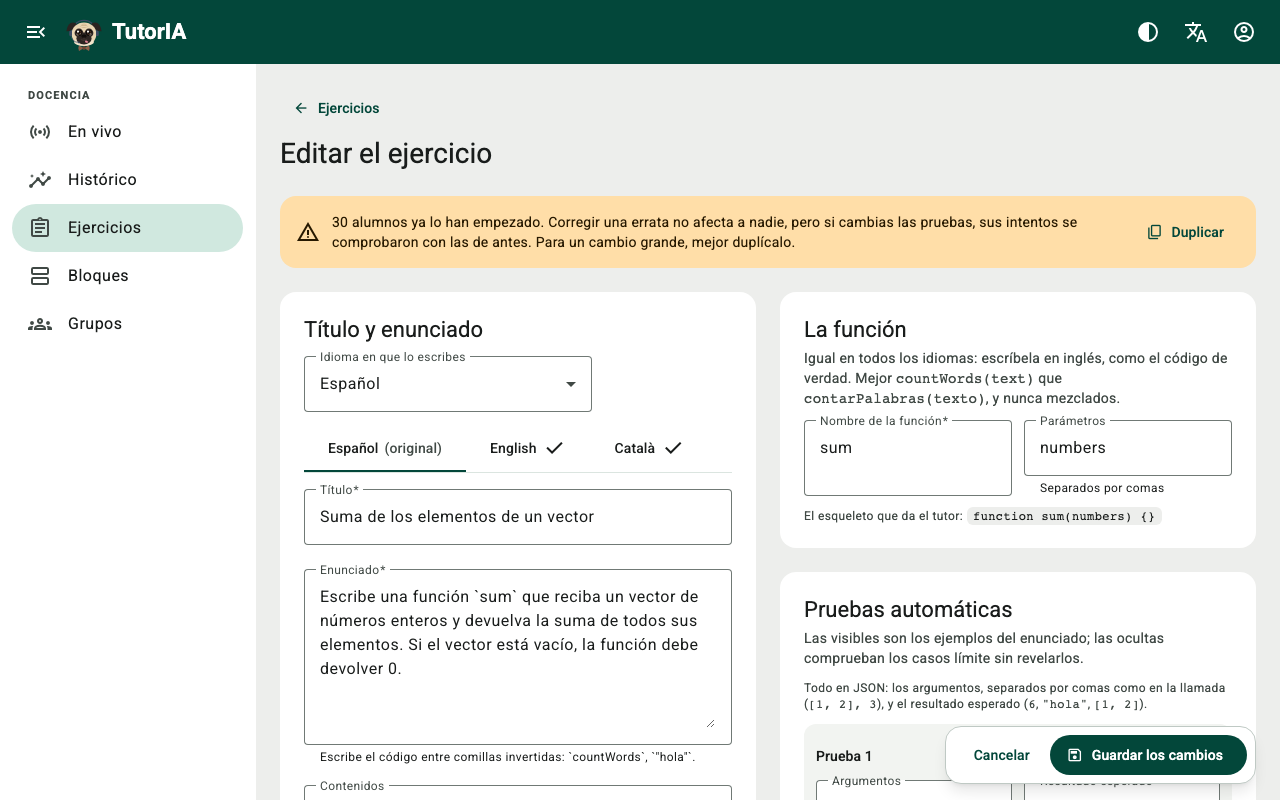 TutorIA
DOCENCIA
En vivo
Histórico
Ejercicios
Bloques
Grupos
Ejercicios
Editar el ejercicio
30 alumnos ya lo han empezado. Corregir una errata no afecta a nadie, pero si cambias las pruebas, sus intentos se
comprobaron con las de antes. Para un cambio grande, mejor duplícalo.
Duplicar
Título y enunciado
Idioma en que lo escribes
Español
Español (original)
English
Català
Título*
Suma de los elementos de un vector
Enunciado*
Escribe una función `sum` que reciba un vector de
números enteros y devuelva la suma de todos sus
elementos. Si el vector está vacío, la función debe
devolver 0.
Escribe el código entre comillas invertidas: `countWords`, `"hola"`.
Contenidos
La función
Igual en todos los idiomas: escríbela en inglés, como el código de
verdad. Mejor countWords(text) que
contarPalabras(texto), y nunca mezclados.
Nombre de la función*
sum
Parámetros
numbers
Separados por comas
El esqueleto que da el tutor: function sum(numbers) {}
Pruebas automáticas
Las visibles son los ejemplos del enunciado; las ocultas
comprueban los casos límite sin revelarlos.
Todo en JSON: los argumentos, separados por comas como en la llamada
([1, 2], 3), y el resultado esperado (6, "hola", [1, 2]).
Prueba 1
Argumentos
Cancelar
Guardar los cambios